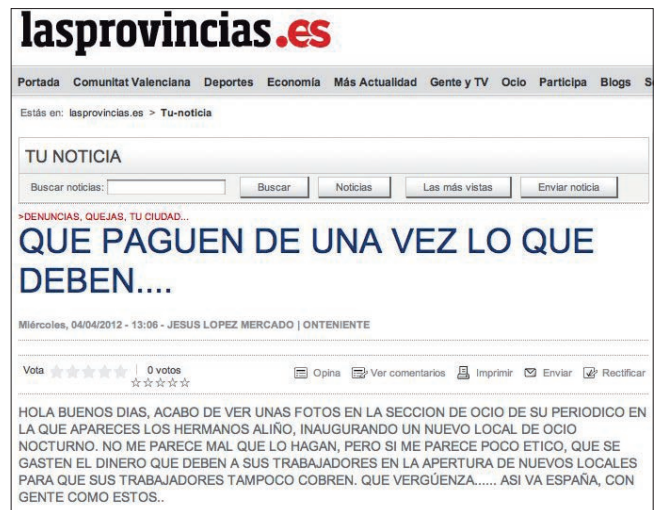 lasprovincias.es
Portada Comunitat Valenciana Deportes Economía Más Actualidad Gente y TV Ocio Participa Blogs
Estás en: lasprovincias.es > Tu-noticia
TU NOTICIA
Buscar noticias: Buscar Noticias Las más vistas Enviar noticia
>DENUNCIAS, QUEJAS, TU CIUDAD...
QUE PAGUEN DE UNA VEZ LO QUE
DEBEN....
Miércoles, 04/04/2012 - 13:06 - JESUS LOPEZ MERCADO | ONTENIENTE
Vota 0 votos Opina Ver comentarios Imprimir Enviar Rectificar
HOLA BUENOS DIAS, ACABO DE VER UNAS FOTOS EN LA SECCION DE OCIO DE SU PERIODICO EN
LA QUE APARECES LOS HERMANOS ALIÑO, INAUGURANDO UN NUEVO LOCAL DE OCIO
NOCTURNO. NO ME PARECE MAL QUE LO HAGAN, PERO SI ME PARECE POCO ETICO, QUE SE
GASTEN EL DINERO QUE DEBEN A SUS TRABAJADORES EN LA APERTURA DE NUEVOS LOCALES
PARA QUE SUS TRABAJADORES TAMPOCO COBREN. QUE VERGÜENZA...... ASI VA ESPAÑA, CON
GENTE COMO ESTOS..